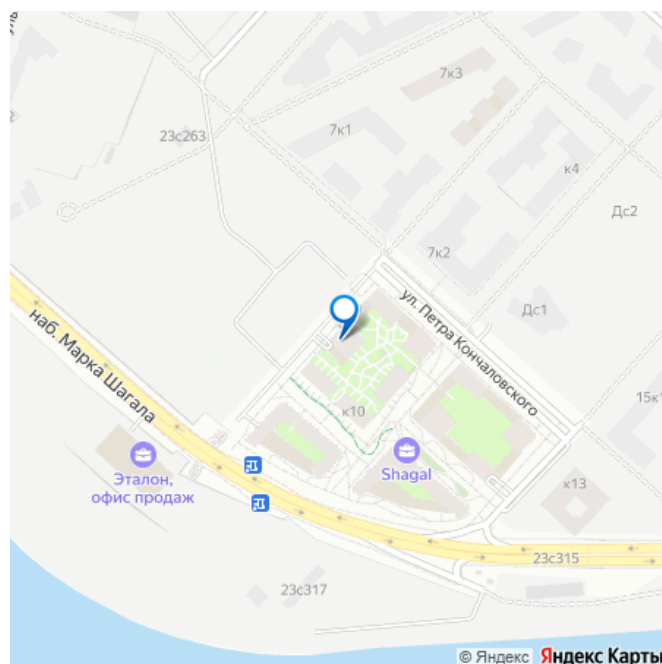 7к3
7к1
23с263
к4
Дс2
7к2
ул. Петра Кончаловского
Дс1
наб. Марка Шагала
15к1
к10
Shagal
Эталон,
офис продаж
к13
23с315
23с317
© Яндекс Яндекс Карты